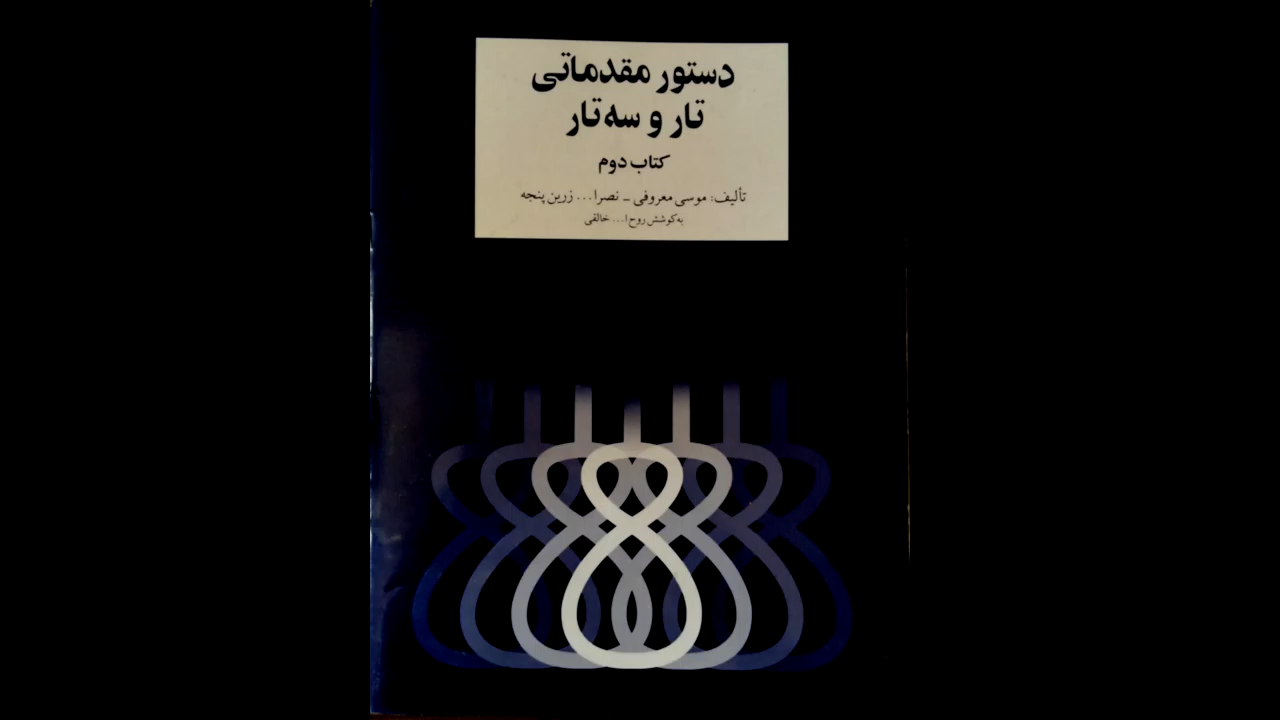 دستور مقدماتی
تار و سه‌تار
کتاب دوم
تألیف: موسی معروفی ـ نصرا... زرین پنجه
به‌کوشش روح ا... خالقی